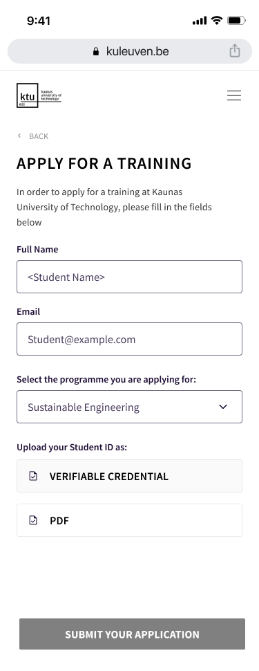 9:41
kuleuven.be
ktu
kaunas
university of
technology
1922
< BACK
APPLY FOR A TRAINING
In order to apply for a training at Kaunas
University of Technology, please fill in the fields
below
Full Name
<Student Name>
Email
Student@example.com
Select the programme you are applying for:
Sustainable Engineering
Upload your Student ID as:
VERIFIABLE CREDENTIAL
PDF
SUBMIT YOUR APPLICATION